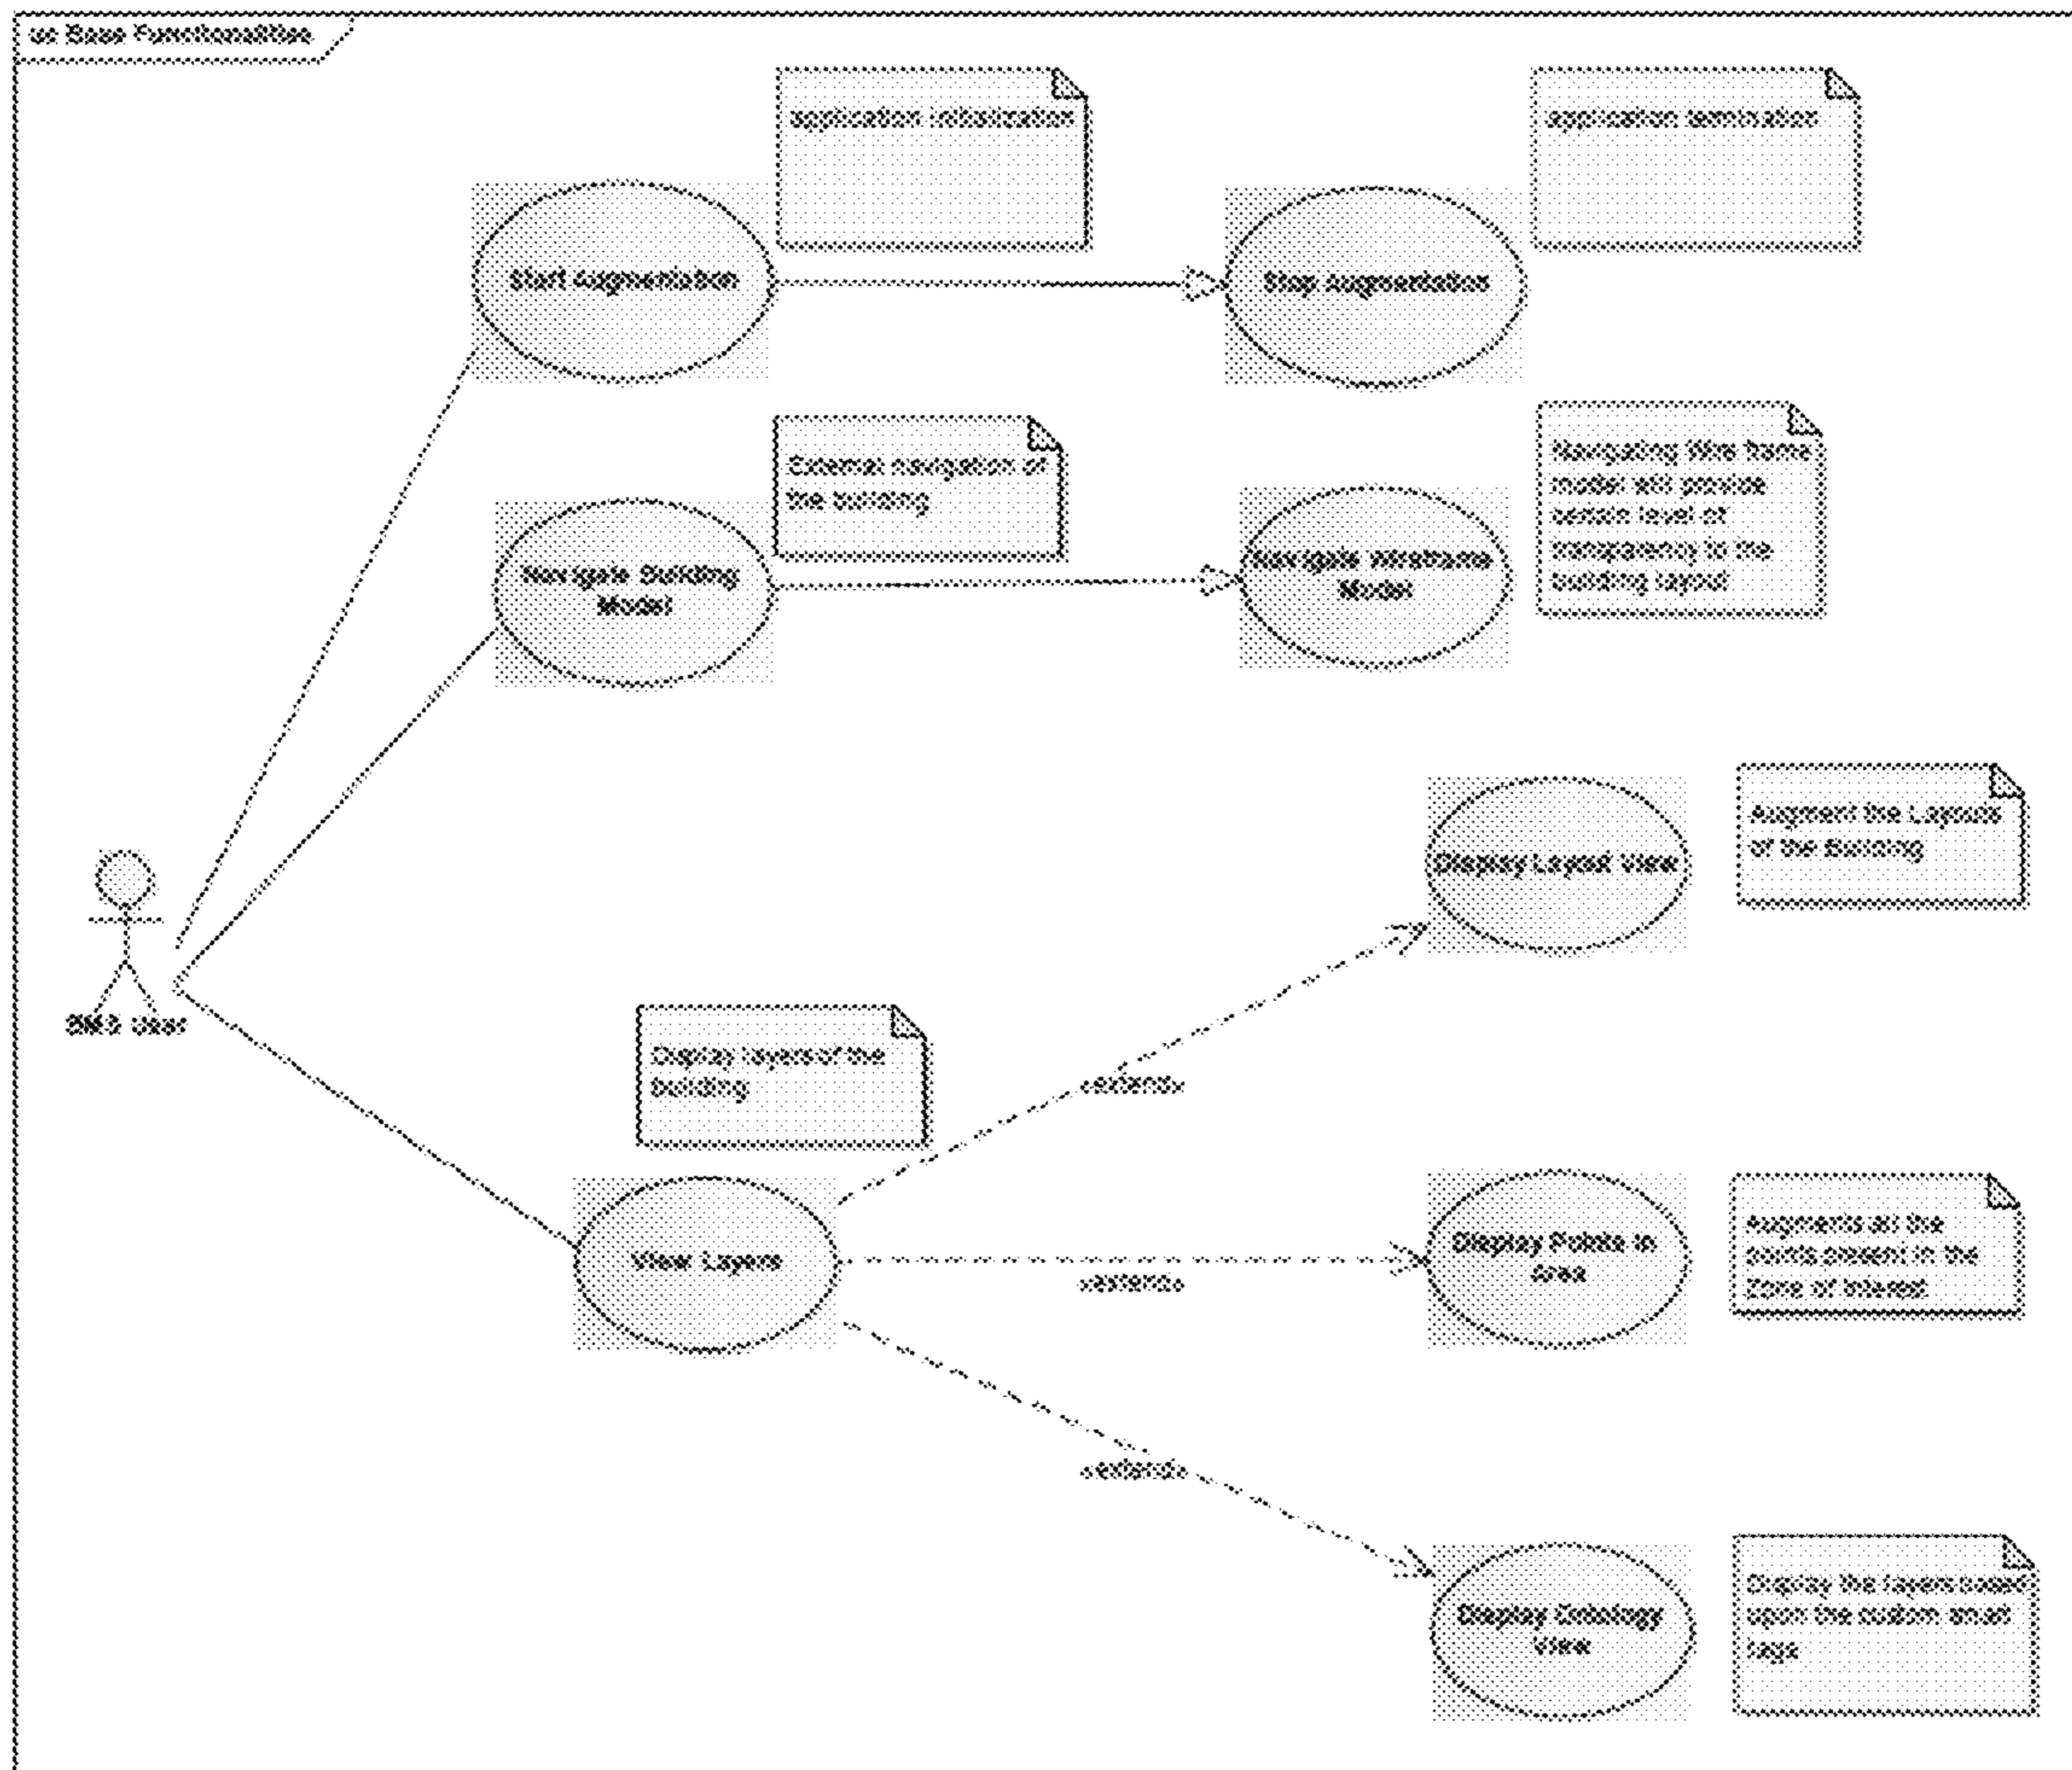 uc Base Functionalities
application initialization
application termination
Start Augmentation
Stop Augmentation
External navigation of
the building
Navigating Wire frame
model will provide
certain level of
transparency to the
building layout
Navigate Building
Model
Navigate Wireframe
Model
Augment the Layouts
of the Building
Display Layout View
BMS User
Display layers of the
building
«extend»
View Layers
Display Points in
Area
Augments all the
points present in the
Zone of Interest
«extend»
«extend»
Display Ontology
View
Display the layers based
upon the custom smart
tags